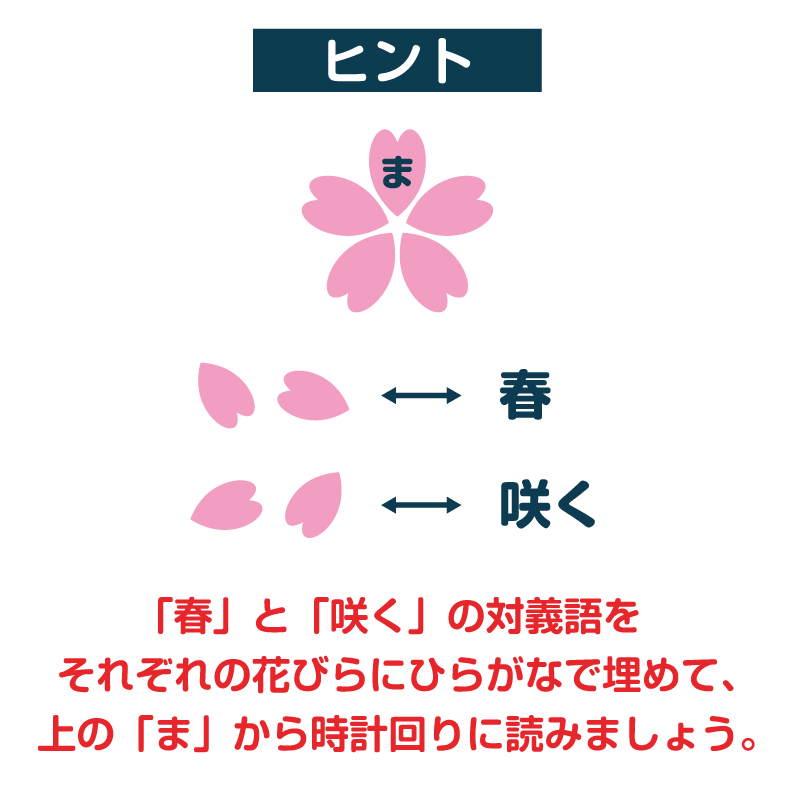 ヒント
ま
春
咲く
「春」と「咲く」の対義語を
それぞれの花びらにひらがなで埋めて、
上の「ま」から時計回りに読みましょう。